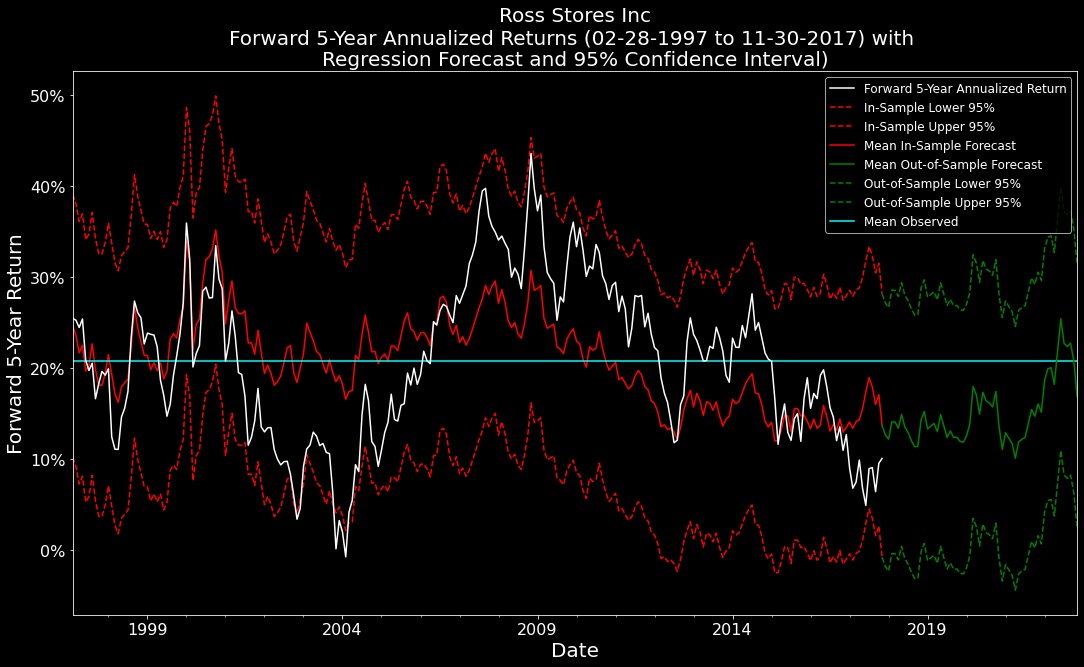 Ross Stores Inc
Forward 5-Year Annualized Returns (02-28-1997 to 11-30-2017) with
Regression Forecast and 95% Confidence Interval)
Forward 5-Year Annualized Return
In-Sample Lower 95%
In-Sample Upper 95%
Mean In-Sample Forecast
Mean Out-of-Sample Forecast
Out-of-Sample Lower 95%
Out-of-Sample Upper 95%
Mean Observed
Forward 5-Year Return
50%
40%
30%
20%
10%
0%
1999
2004
2009
2014
2019
Date